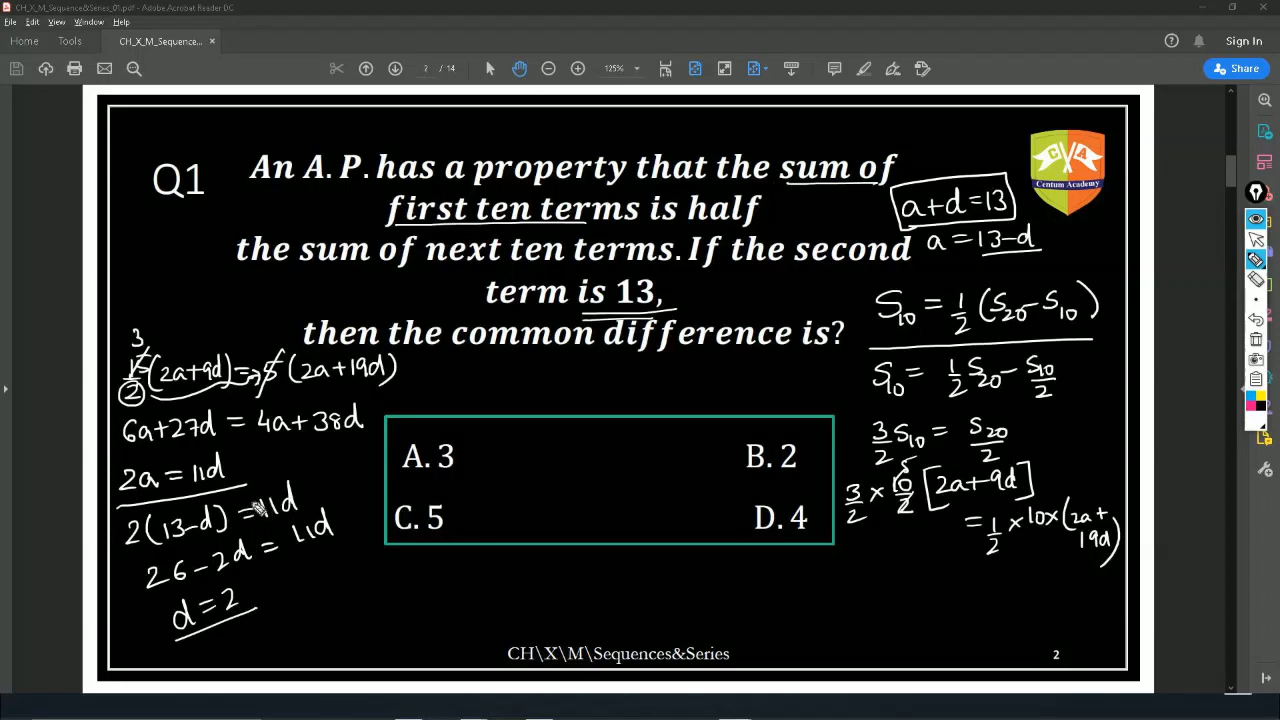 CH_X_M_Sequence&Series_01.pdf - Adobe Acrobat Reader DC
File Edit View Window Help
Home Tools CH_X_M_Sequence... × Sign In
2 / 14 125% Share
Q1
An A.P. has a property that the sum of
first ten terms is half
the sum of next ten terms. If the second
term is 13,
then the common difference is?
Centum Academy
a+d=13
a = 13-d
S10 = 1/2 (S20 - S10)
S10 = 1/2 S20 - S10/2
3/2 S10 = S20/2
3/2 × 10/2 [2a+9d] 5
= 1/2 × 10 × (2a+
19d)
3
15/2 (2a+9d) = 5 (2a+19d)
6a+27d = 4a+38d
2a = 11d
2(13-d) = 11d
26-2d = 11d
d = 2
A. 3 B. 2
C. 5 D. 4
CH\X\M\Sequences&Series 2